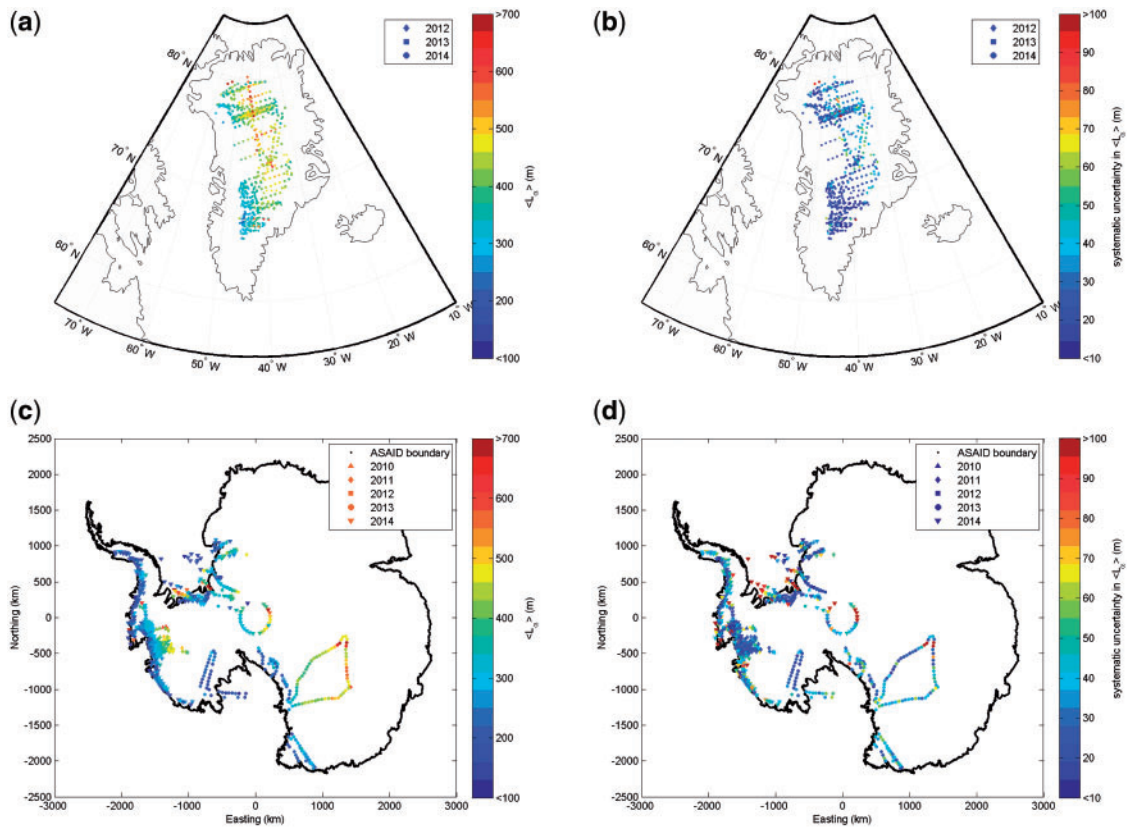 (a)
80° N
70° N
60° N
70° W
60° W
50° W
40° W
30° W
20° W
10° W
2012
2013
2014
>700
600
500
400
300
200
<100
<L_α> (m)
(b)
80° N
70° N
60° N
70° W
60° W
50° W
40° W
30° W
20° W
10° W
2012
2013
2014
>100
90
80
70
60
50
40
30
20
<10
systematic uncertainty in <L_α> (m)
(c)
2500
2000
1500
1000
500
0
-500
-1000
-1500
-2000
-2500
Northing (km)
-3000
-2000
-1000
0
1000
2000
3000
Easting (km)
ASAID boundary
2010
2011
2012
2013
2014
>700
600
500
400
300
200
<100
<L_α> (m)
(d)
2500
2000
1500
1000
500
0
-500
-1000
-1500
-2000
-2500
Northing (km)
-3000
-2000
-1000
0
1000
2000
3000
Easting (km)
ASAID boundary
2010
2011
2012
2013
2014
>100
90
80
70
60
50
40
30
20
<10
systematic uncertainty in <L_α> (m)